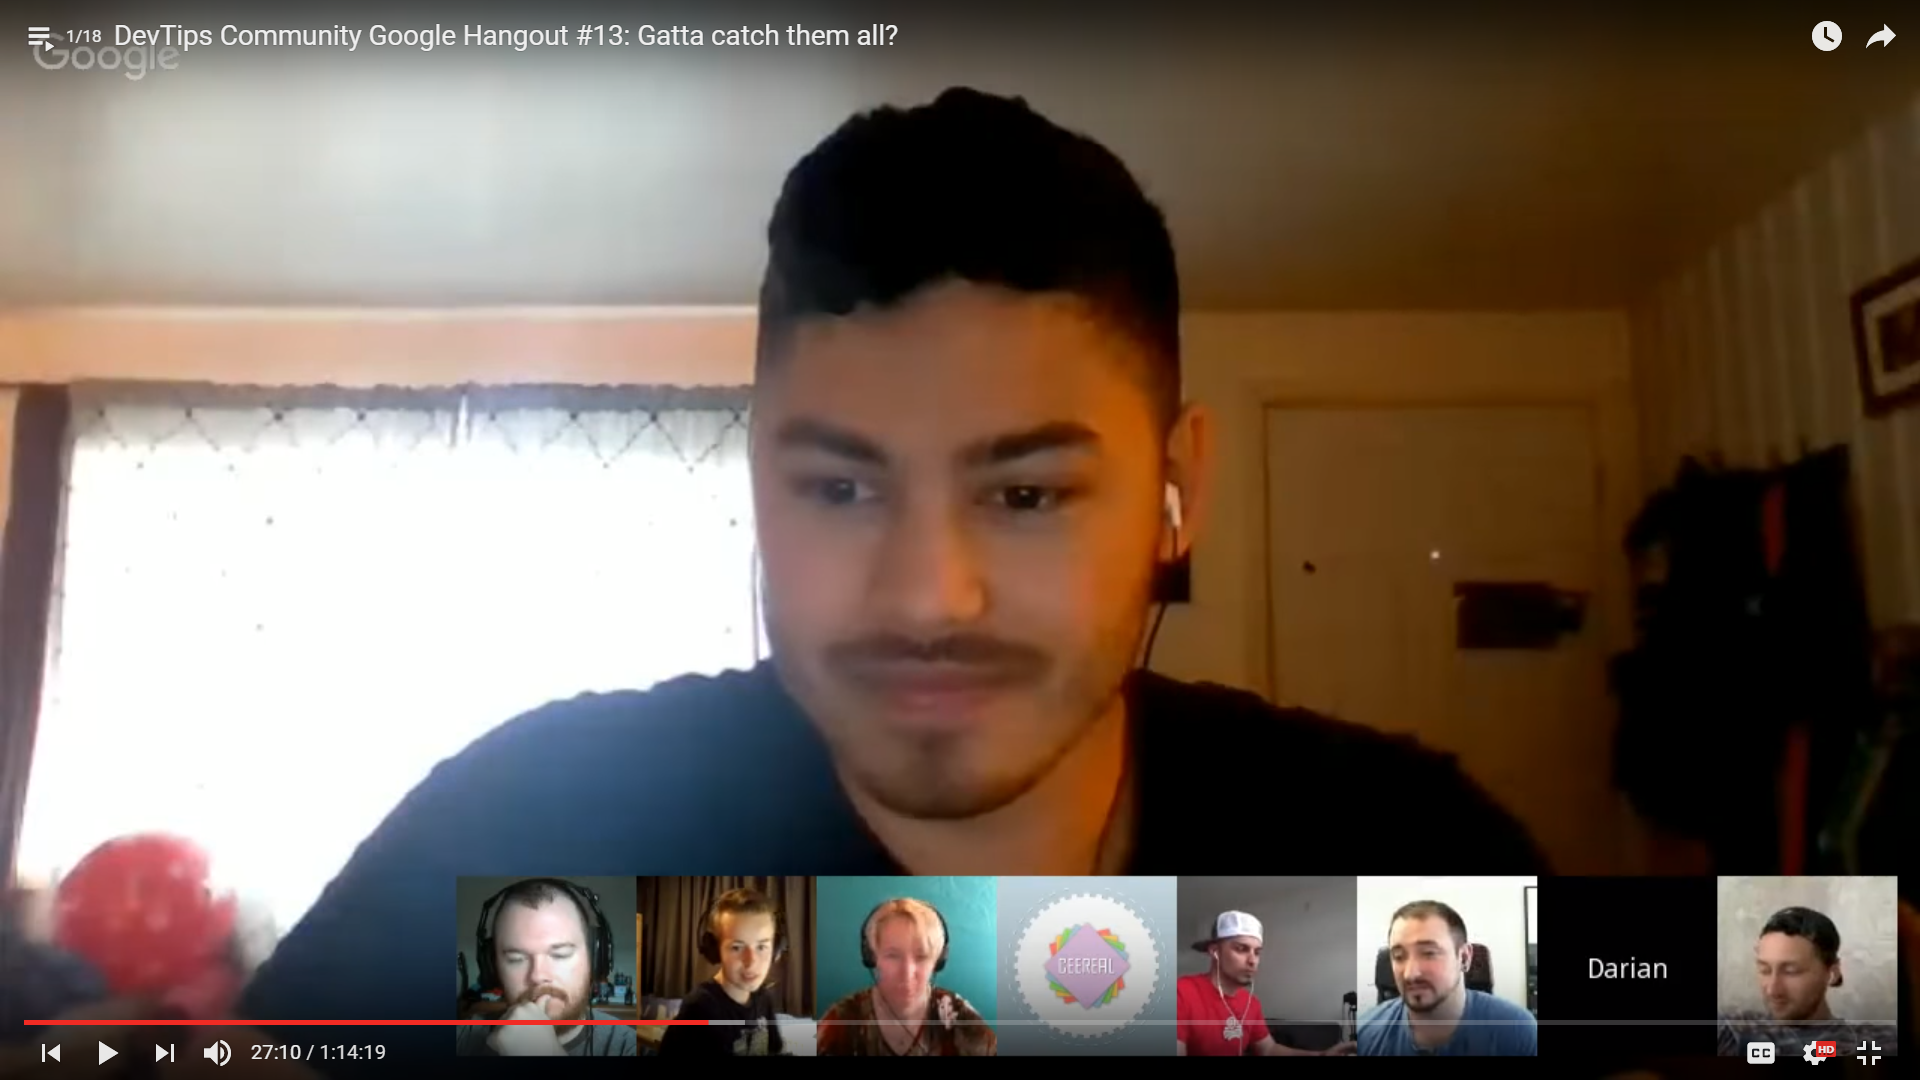 1/18 DevTips Community Google Hangout #13: Gatta catch them all?
Google
CEEREAL
Darian
27:10 / 1:14:19
CC
HD